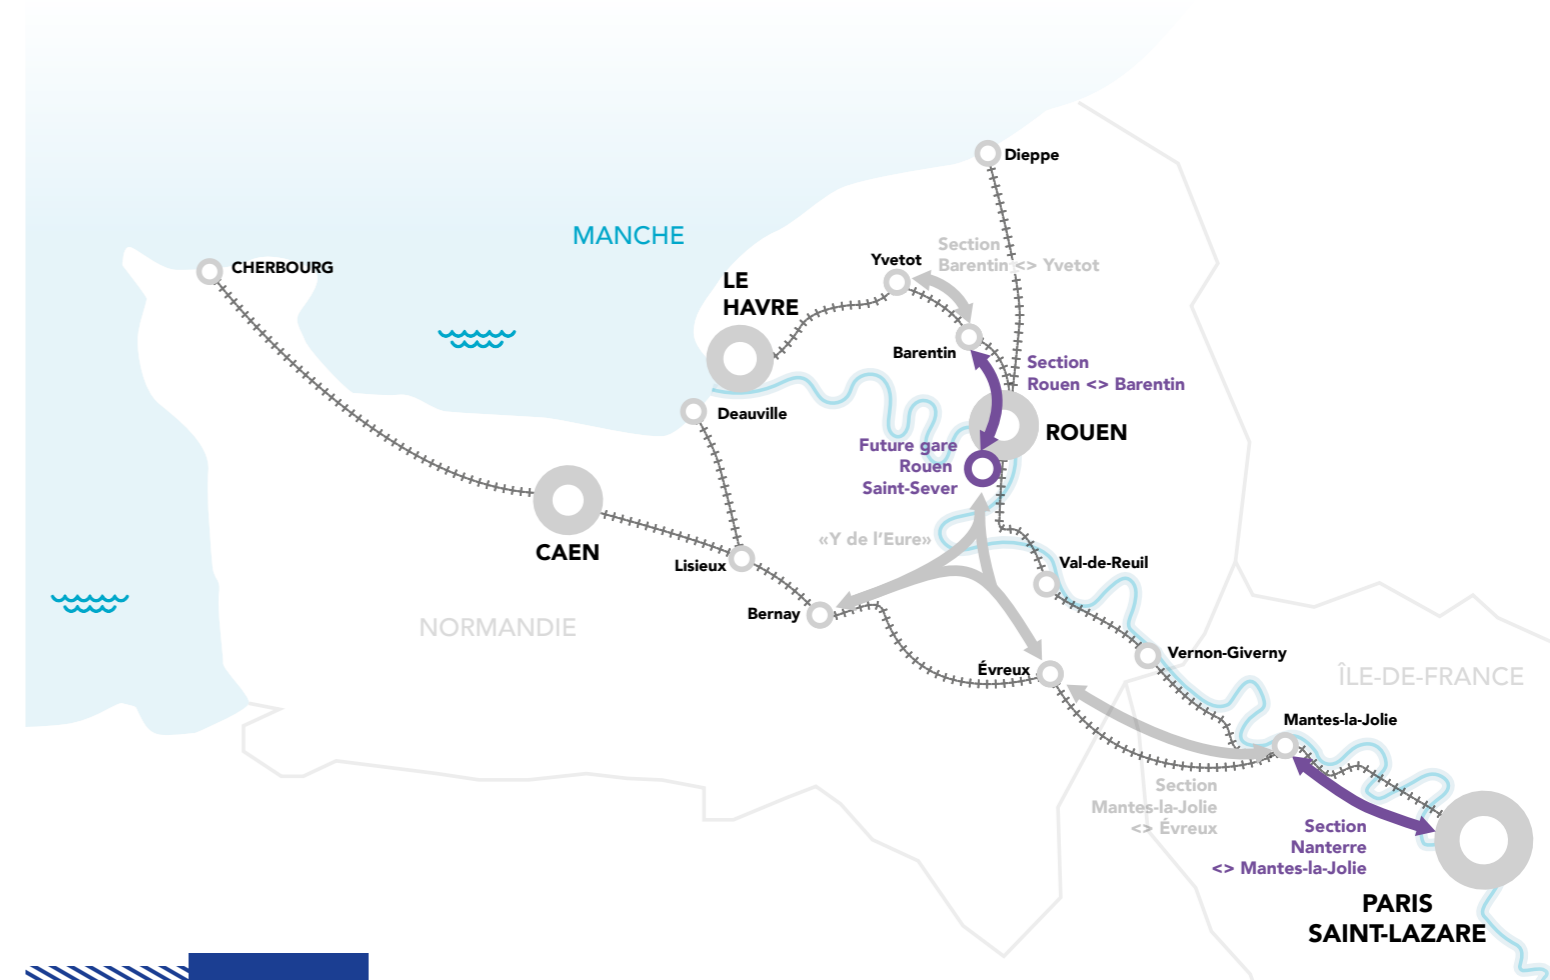 Dieppe
MANCHE
Section
Barentin <> Yvetot
Yvetot
CHERBOURG
LE
HAVRE
Barentin
Section
Rouen <> Barentin
Deauville
ROUEN
Future gare
Rouen
Saint-Sever
«Y de l'Eure»
CAEN
Lisieux
Val-de-Reuil
Bernay
NORMANDIE
Vernon-Giverny
Évreux
ÎLE-DE-FRANCE
Mantes-la-Jolie
Section
Mantes-la-Jolie
<> Évreux
Section
Nanterre
<> Mantes-la-Jolie
PARIS
SAINT-LAZARE